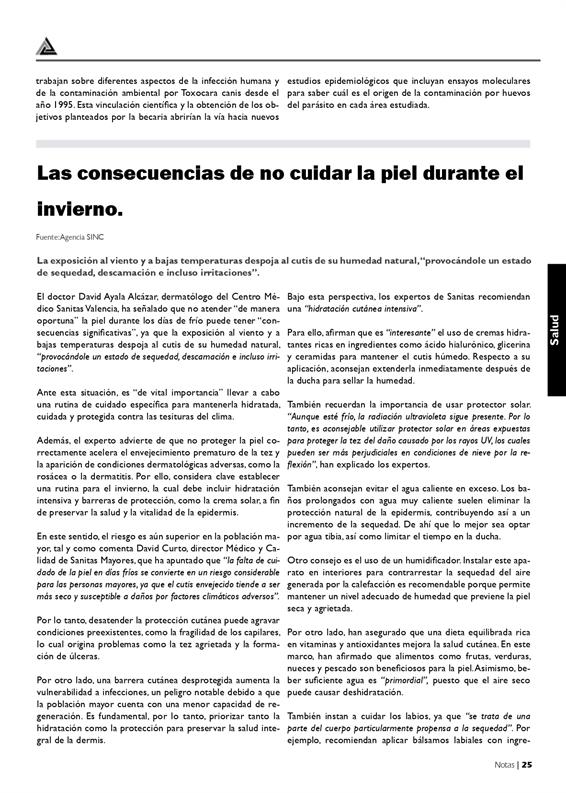 trabajan sobre diferentes aspectos de la infección humana y
de la contaminación ambiental por Toxocara canis desde el
año 1995. Esta vinculación científica y la obtención de los ob-
jetivos planteados por la becaria abrirían la vía hacia nuevos
estudios epidemiológicos que incluyan ensayos moleculares
para saber cuál es el origen de la contaminación por huevos
del parásito en cada área estudiada.
Las consecuencias de no cuidar la piel durante el
invierno.
Fuente: Agencia SINC
La exposición al viento y a bajas temperaturas despoja al cutis de su humedad natural, “provocándole un estado
de sequedad, descamación e incluso irritaciones”.
El doctor David Ayala Alcázar, dermatólogo del Centro Mé-
dico Sanitas Valencia, ha señalado que no atender “de manera
oportuna” la piel durante los días de frío puede tener “con-
secuencias significativas”, ya que la exposición al viento y a
bajas temperaturas despoja al cutis de su humedad natural,
“provocándole un estado de sequedad, descamación e incluso irri-
taciones”.
Ante esta situación, es “de vital importancia” llevar a cabo
una rutina de cuidado específica para mantenerla hidratada,
cuidada y protegida contra las tesituras del clima.
Además, el experto advierte de que no proteger la piel co-
rrectamente acelera el envejecimiento prematuro de la tez y
la aparición de condiciones dermatológicas adversas, como la
rosácea o la dermatitis. Por ello, considera clave establecer
una rutina para el invierno, la cual debe incluir hidratación
intensiva y barreras de protección, como la crema solar, a fin
de preservar la salud y la vitalidad de la epidermis.
En este sentido, el riesgo es aún superior en la población ma-
yor, tal y como comenta David Curto, director Médico y Ca-
lidad de Sanitas Mayores, que ha apuntado que “la falta de cui-
dado de la piel en días fríos se convierte en un riesgo considerable
para las personas mayores, ya que el cutis envejecido tiende a ser
más seco y susceptible a daños por factores climáticos adversos”.
Por lo tanto, desatender la protección cutánea puede agravar
condiciones preexistentes, como la fragilidad de los capilares,
lo cual origina problemas como la tez agrietada y la forma-
ción de úlceras.
Por otro lado, una barrera cutánea desprotegida aumenta la
vulnerabilidad a infecciones, un peligro notable debido a que
la población mayor cuenta con una menor capacidad de re-
generación. Es fundamental, por lo tanto, priorizar tanto la
hidratación como la protección para preservar la salud inte-
gral de la dermis.
Bajo esta perspectiva, los expertos de Sanitas recomiendan
una “hidratación cutánea intensiva”.
Para ello, afirman que es “interesante” el uso de cremas hidra-
tantes ricas en ingredientes como ácido hialurónico, glicerina
y ceramidas para mantener el cutis húmedo. Respecto a su
aplicación, aconsejan extenderla inmediatamente después de
la ducha para sellar la humedad.
También recuerdan la importancia de usar protector solar.
“Aunque esté frío, la radiación ultravioleta sigue presente. Por lo
tanto, es aconsejable utilizar protector solar en áreas expuestas
para proteger la tez del daño causado por los rayos UV, los cuales
pueden ser más perjudiciales en condiciones de nieve por la re-
flexión”, han explicado los expertos.
También aconsejan evitar el agua caliente en exceso. Los ba-
ños prolongados con agua muy caliente suelen eliminar la
protección natural de la epidermis, contribuyendo así a un
incremento de la sequedad. De ahí que lo mejor sea optar
por agua tibia, así como limitar el tiempo en la ducha.
Otro consejo es el uso de un humidificador. Instalar este apa-
rato en interiores para contrarrestar la sequedad del aire
generada por la calefacción es recomendable porque permite
mantener un nivel adecuado de humedad que previene la piel
seca y agrietada.
Por otro lado, han asegurado que una dieta equilibrada rica
en vitaminas y antioxidantes mejora la salud cutánea. En este
marco, han afirmado que alimentos como frutas, verduras,
nueces y pescado son beneficiosos para la piel. Asimismo, be-
ber suficiente agua es “primordial”, puesto que el aire seco
puede causar deshidratación.
También instan a cuidar los labios, ya que “se trata de una
parte del cuerpo particularmente propensa a la sequedad”. Por
ejemplo, recomiendan aplicar bálsamos labiales con ingre-
Salud
Notas | 25